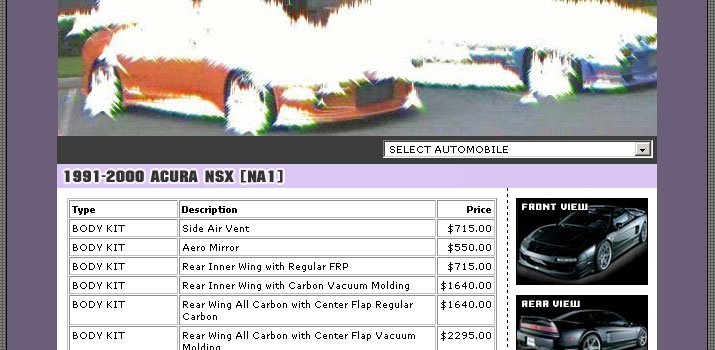 SELECT AUTOMOBILE
1991-2000 ACURA NSX [NA1]
Type Description Price
BODY KIT Side Air Vent $715.00
BODY KIT Aero Mirror $550.00
BODY KIT Rear Inner Wing with Regular FRP $715.00
BODY KIT Rear Inner Wing with Carbon Vacuum Molding $1640.00
BODY KIT Rear Wing All Carbon with Center Flap Regular $1640.00
Carbon
BODY KIT Rear Wing All Carbon with Center Flap Vacuum $2295.00
Molding
FRONT VIEW
REAR VIEW